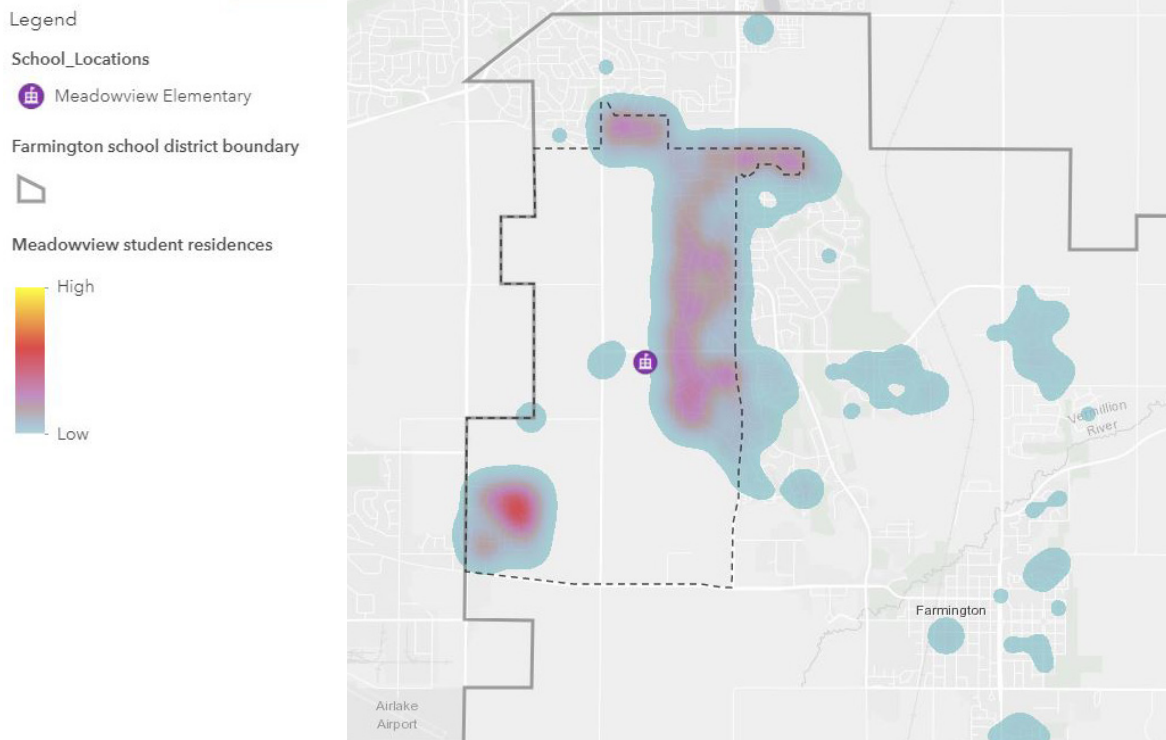 Legend
School_Locations
Meadowview Elementary
Farmington school district boundary
Meadowview student residences
High
Low
Vermillion
River
Farmington
Airlake
Airport